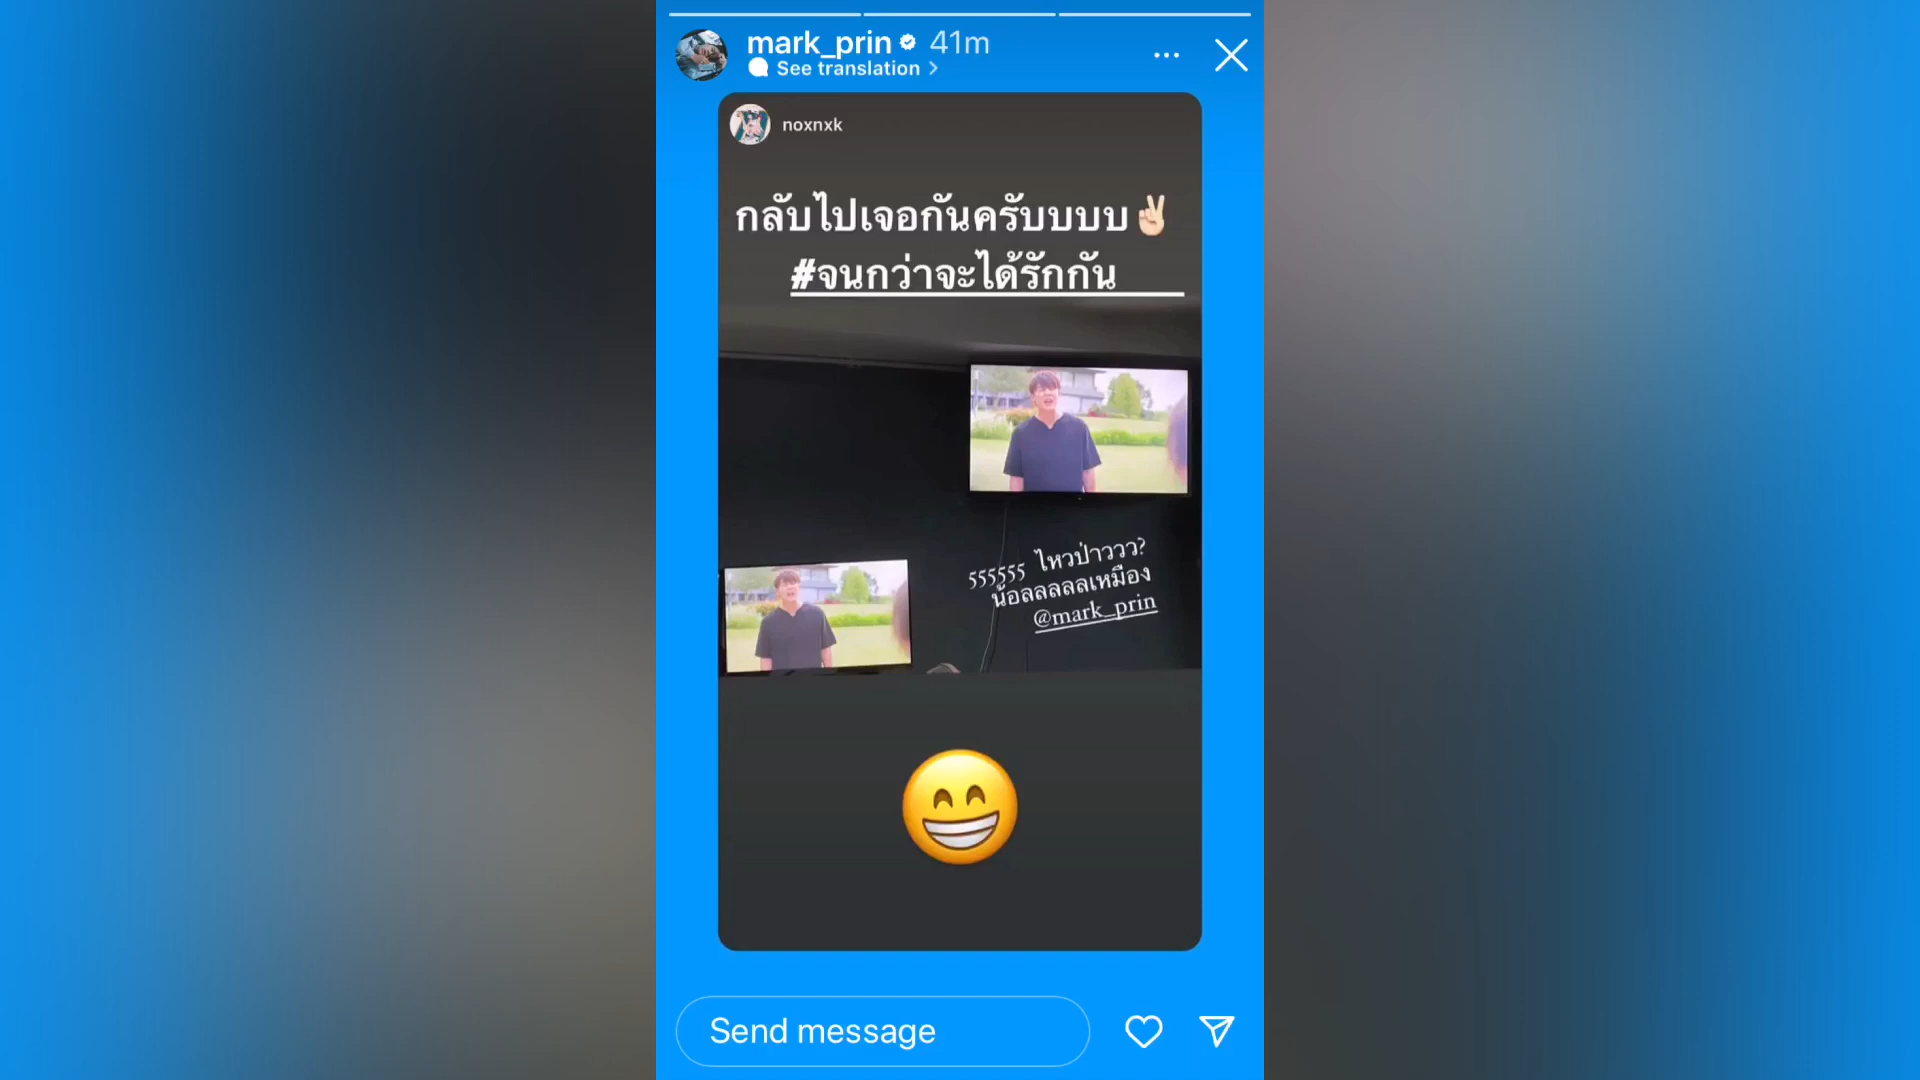 mark_prin 41m
See translation
noxnxk
กลับไปเจอกันครับบบบ✌🏻
#จนกว่าจะได้รักกัน
555555 ไหวป่าววว?
น้อลลลลลเหมือง
@mark_prin
Send message